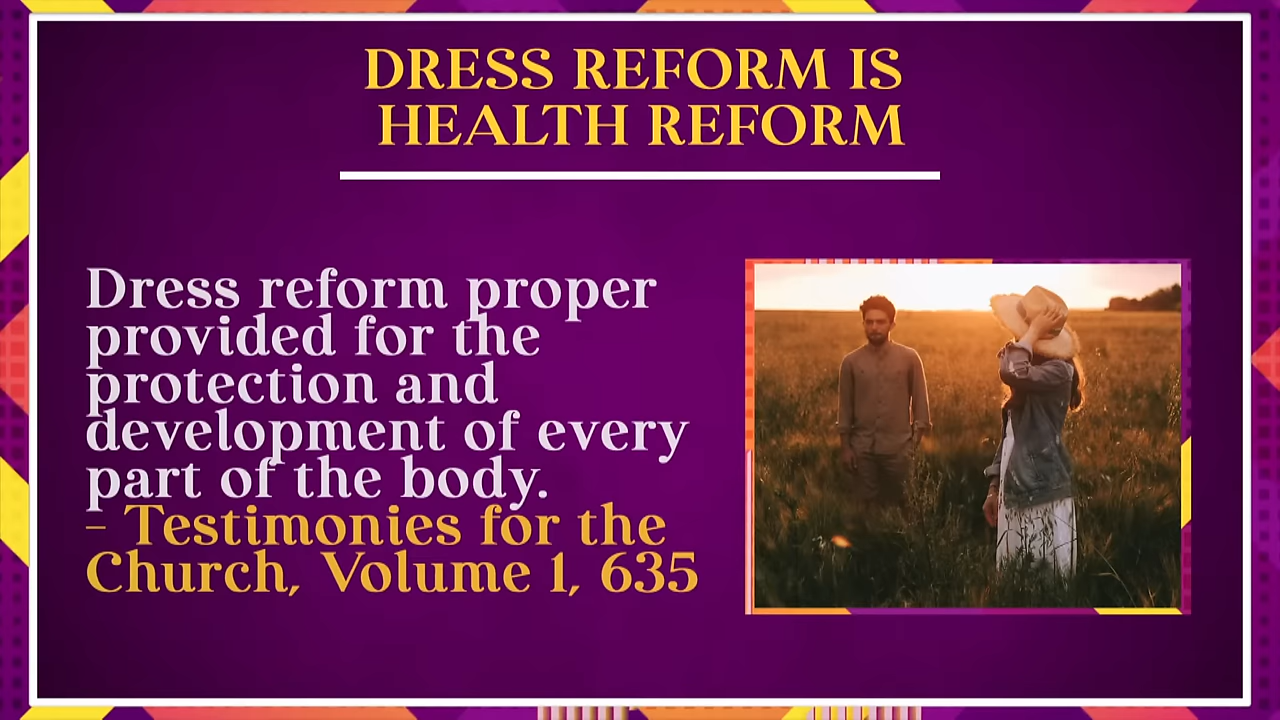 DRESS REFORM IS
HEALTH REFORM
Dress reform proper
provided for the
protection and
development of every
part of the body.
– Testimonies for the
Church, Volume 1, 635